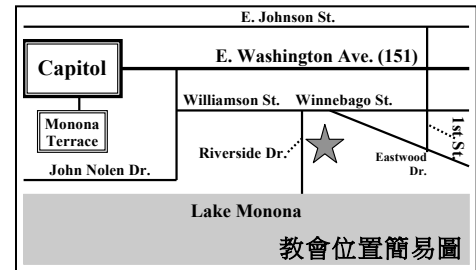 E. Johnson St.
E. Washington Ave. (151)
Capitol
Williamson St.
Winnebago St.
Monona
Terrace
1st. St.
Riverside Dr.
Eastwood
Dr.
John Nolen Dr.
Lake Monona
教會位置簡易圖